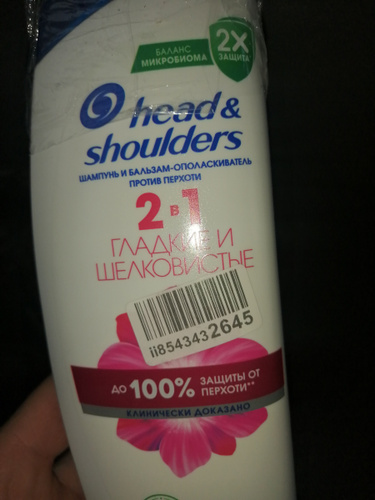 БАЛАНС
МИКРОБИОМА
2X
ЗАЩИТА
head &
shoulders
ШАМПУНЬ И БАЛЬЗАМ-ОПОЛАСКИВАТЕЛЬ
ПРОТИВ ПЕРХОТИ
2 в 1
ГЛАДКИЕ И
ШЕЛКОВИСТЫЕ
ii8543432645
ДО 100% ЗАЩИТЫ ОТ
ПЕРХОТИ**
КЛИНИЧЕСКИ ДОКАЗАНО